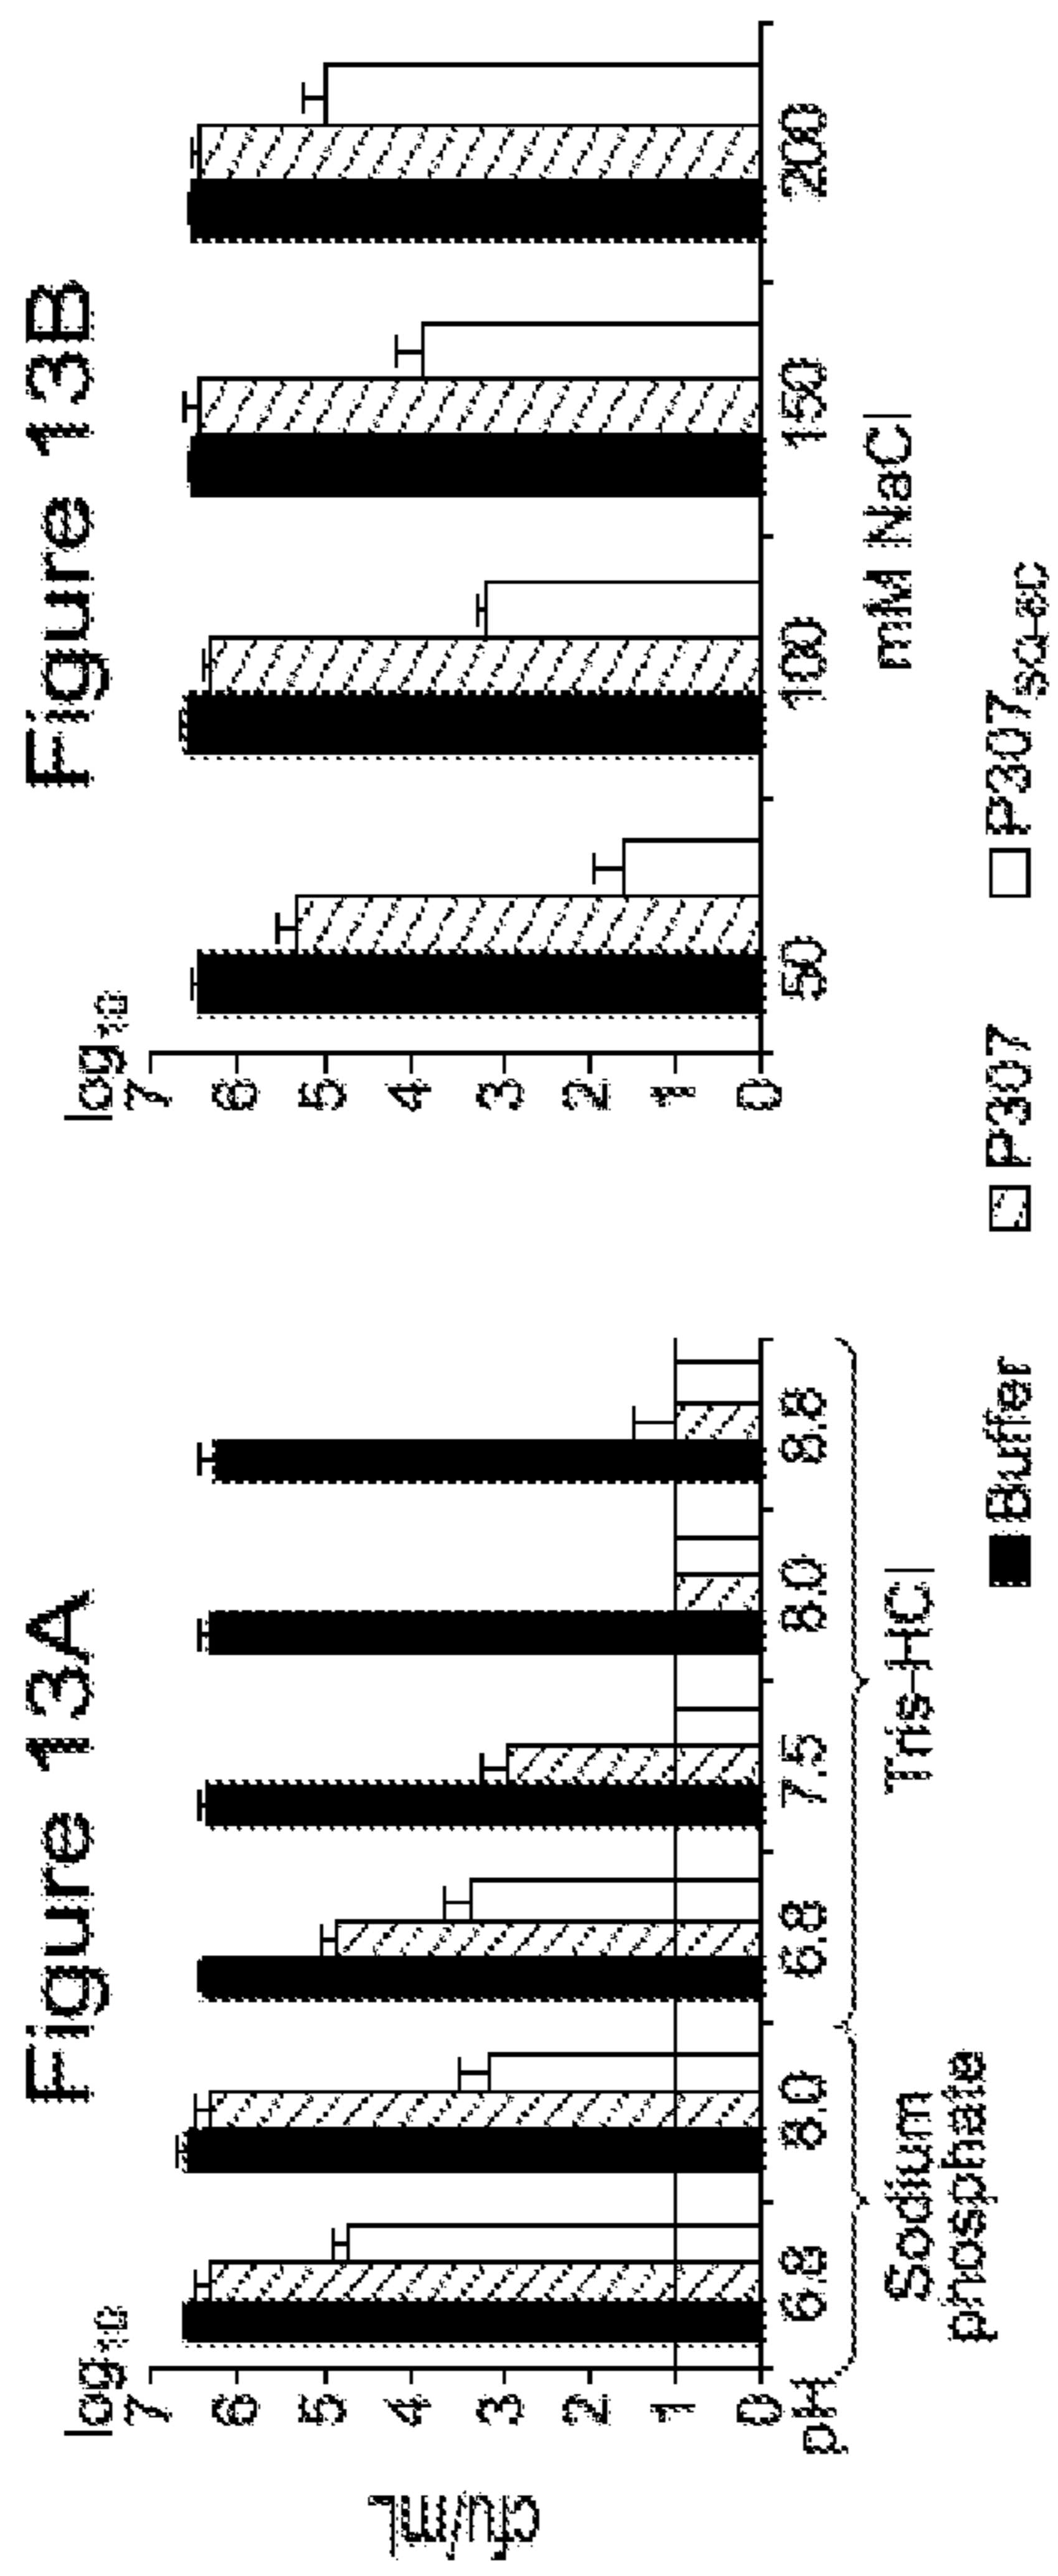 Figure 13A
log10
cfu/mL
7
6
5
4
3
2
1
0
pH
6.8 8.0 6.8 7.5 8.0 8.8
Sodium
phosphate
Tris-HCl
Figure 13B
log10
7
6
5
4
3
2
1
0
50 100 150 200
mM NaCl
Buffer P307 P307SQ-8C